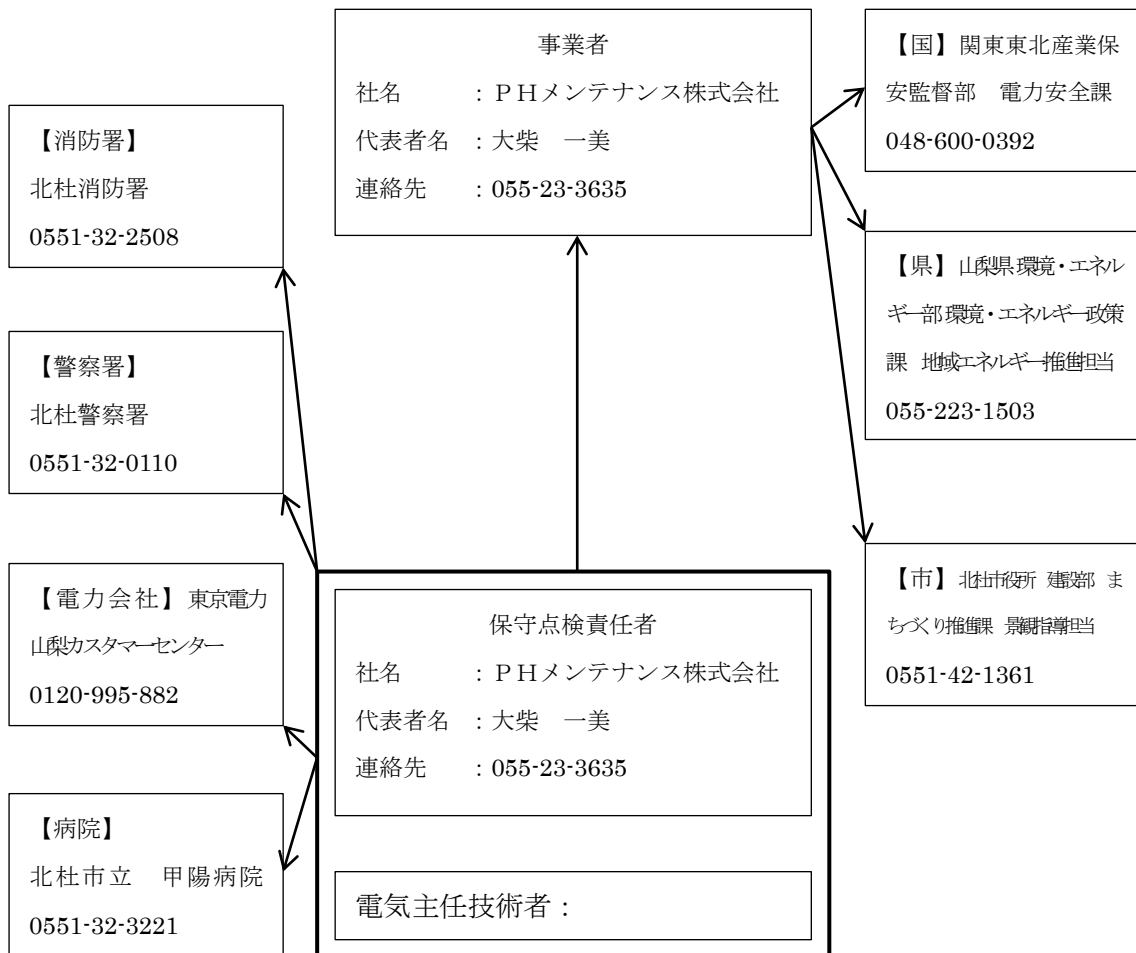 事業者
社名 ：ＰＨメンテナンス株式会社
代表者名 ：大柴 一美
連絡先 ：055-23-3635
【国】関東東北産業保
安監督部 電力安全課
048-600-0392
【消防署】
北杜消防署
0551-32-2508
【県】山梨県環境・エネル
ギー部環境・エネルギー政策
課 地域エネルギー推進担当
055-223-1503
【警察署】
北杜警察署
0551-32-0110
【電力会社】東京電力
山梨カスタマーセンター
0120-995-882
【市】北杜市役所 建設部 ま
ちづくり推進課 景観指導担当
0551-42-1361
保守点検責任者
社名 ：ＰＨメンテナンス株式会社
代表者名 ：大柴 一美
連絡先 ：055-23-3635
【病院】
北杜市立 甲陽病院
0551-32-3221
電気主任技術者：